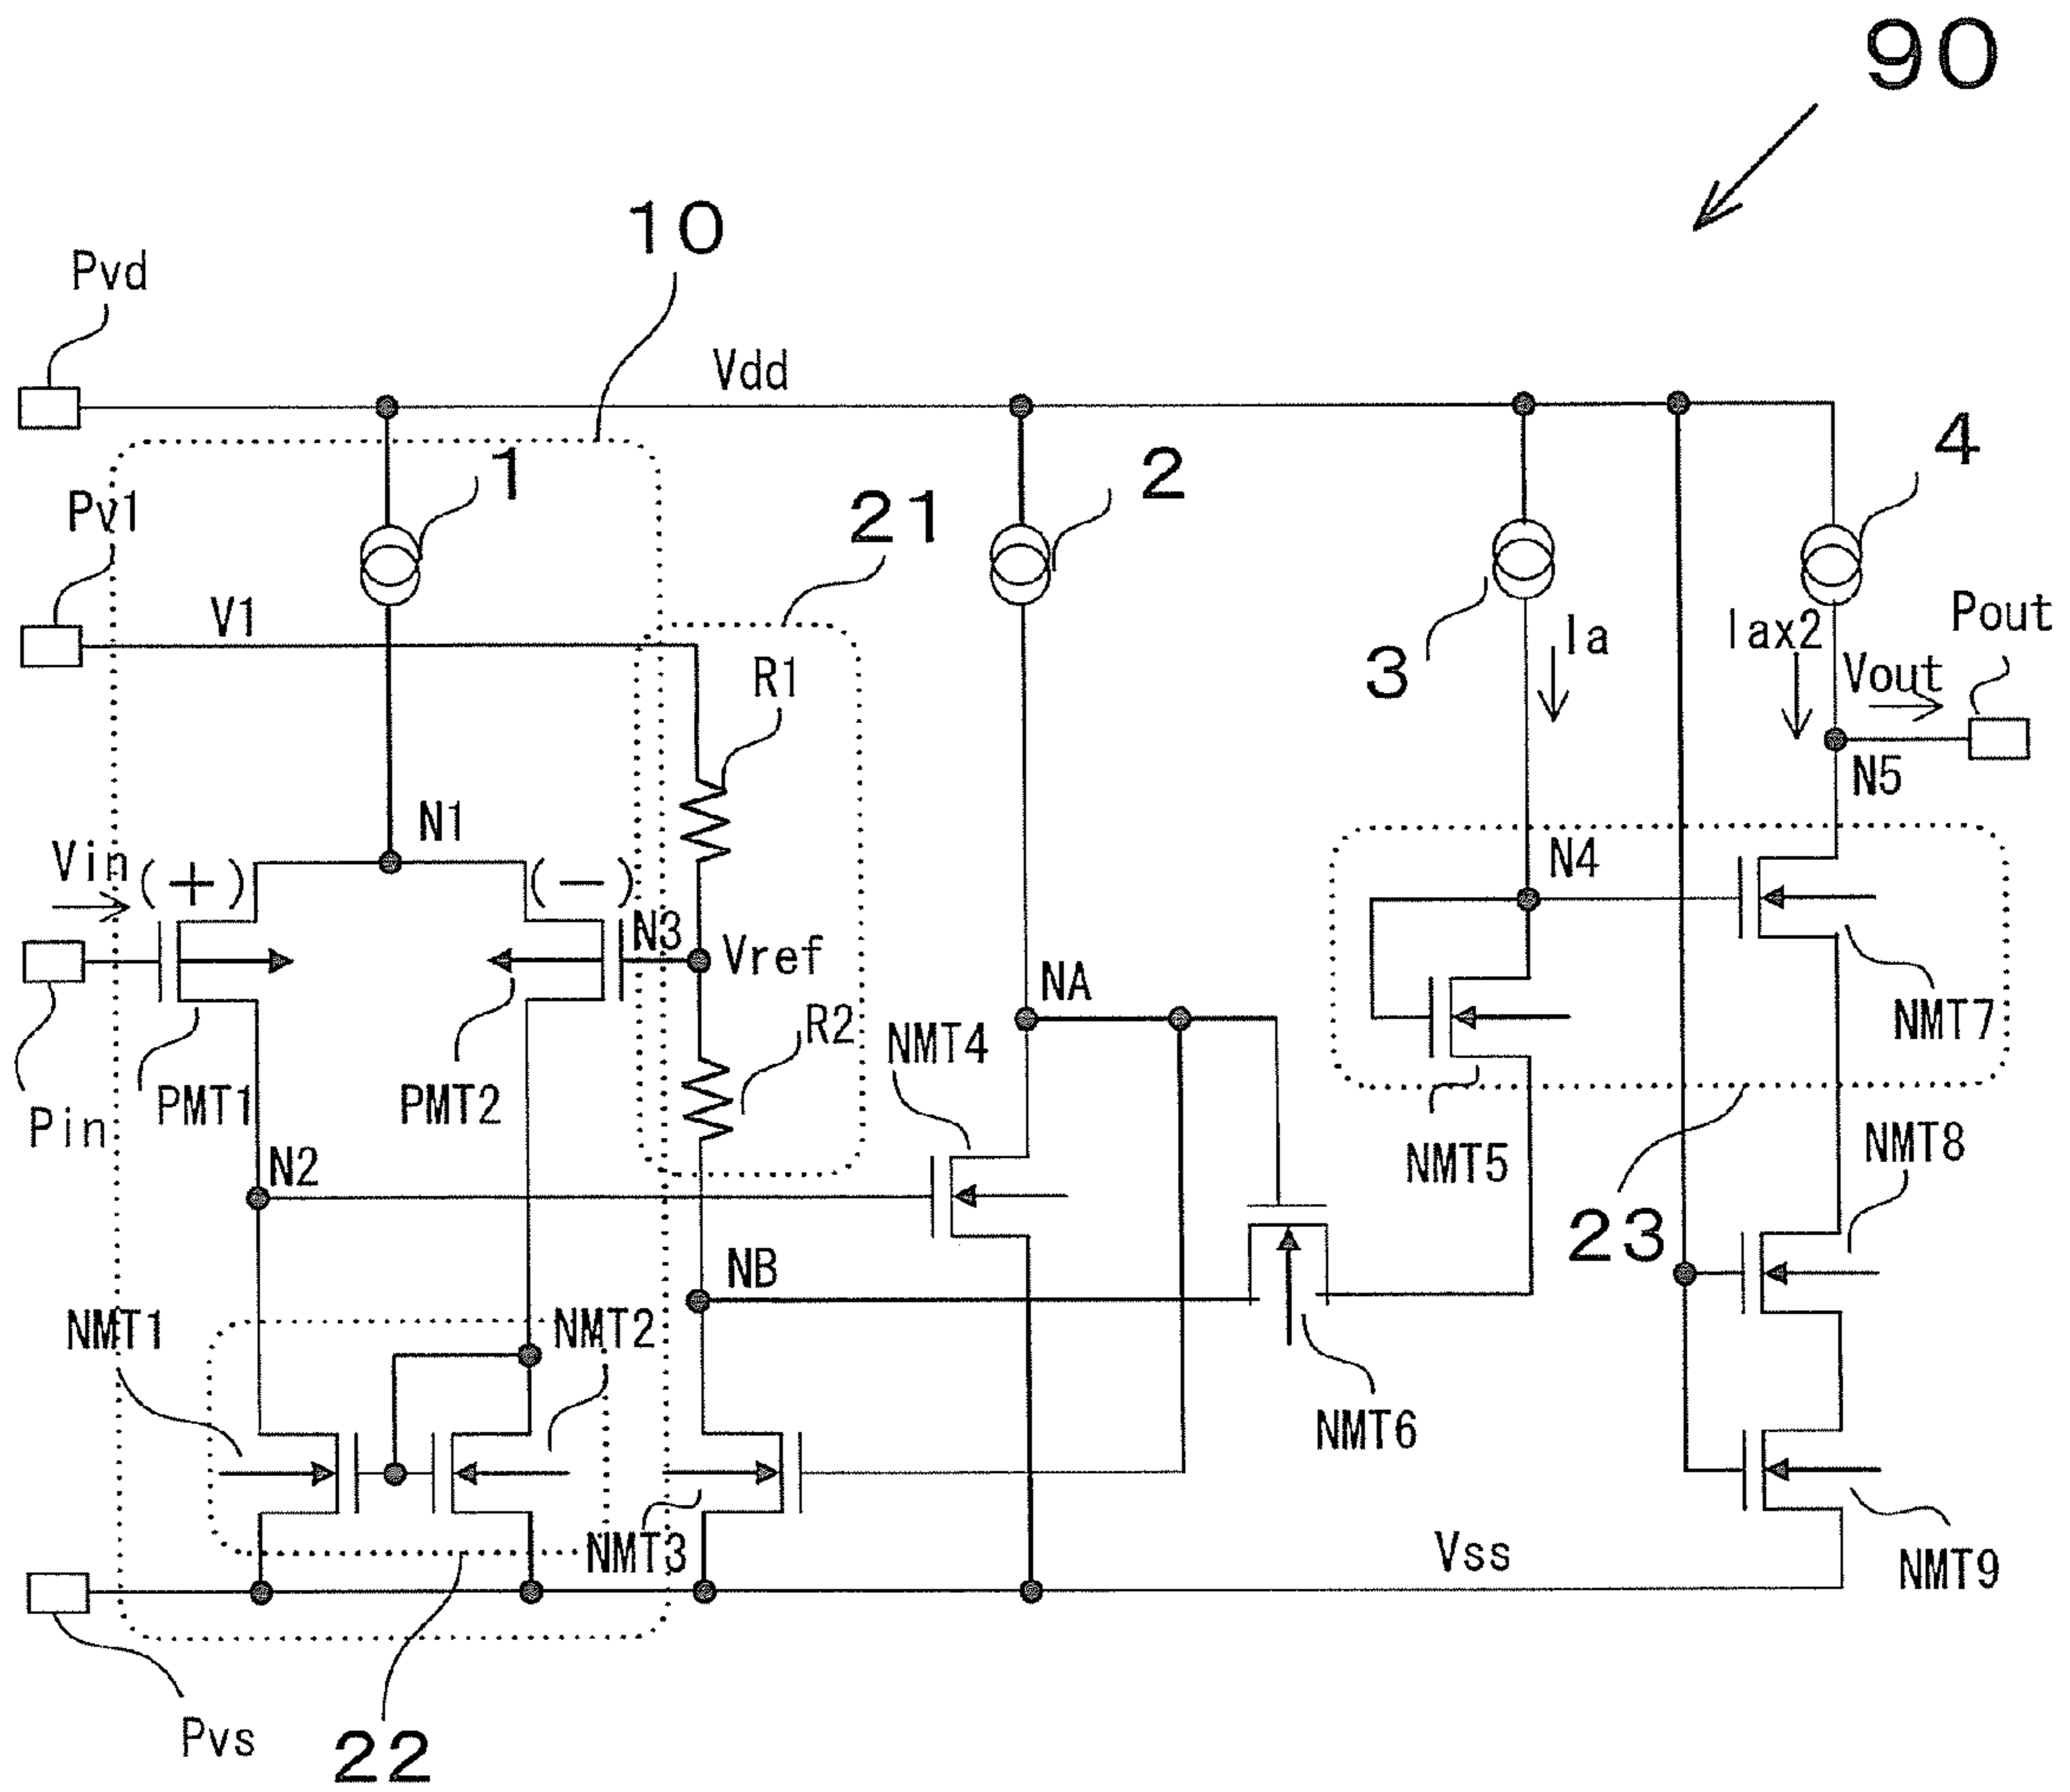 90
10
Pvd
Vdd
1
2
4
Pv1
21
V1
R1
3
Ia
Iax2
Vout
Pout
N5
N1
N4
Vin
(+)
(-)
N3
Vref
NA
NMT7
R2
NMT4
Pin
PMT1
PMT2
NMT5
NMT8
N2
23
NB
NMT1
NMT2
NMT6
NMT3
Vss
NMT9
Pvs
22